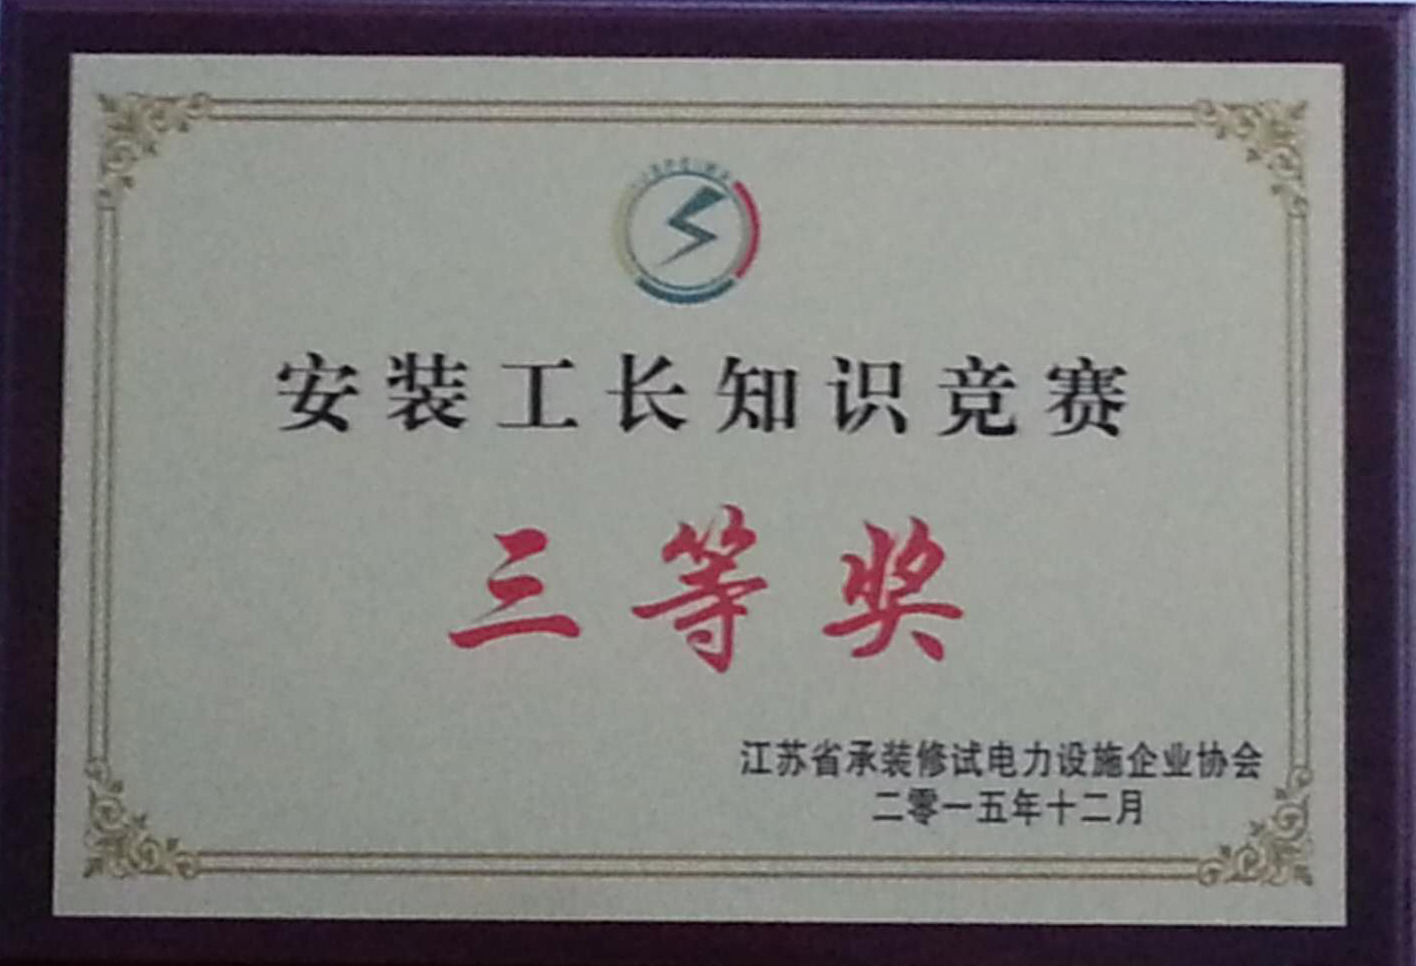 安装工长知识竞赛
三等奖
江苏省承装修试电力设施企业协会
二零一五年十二月